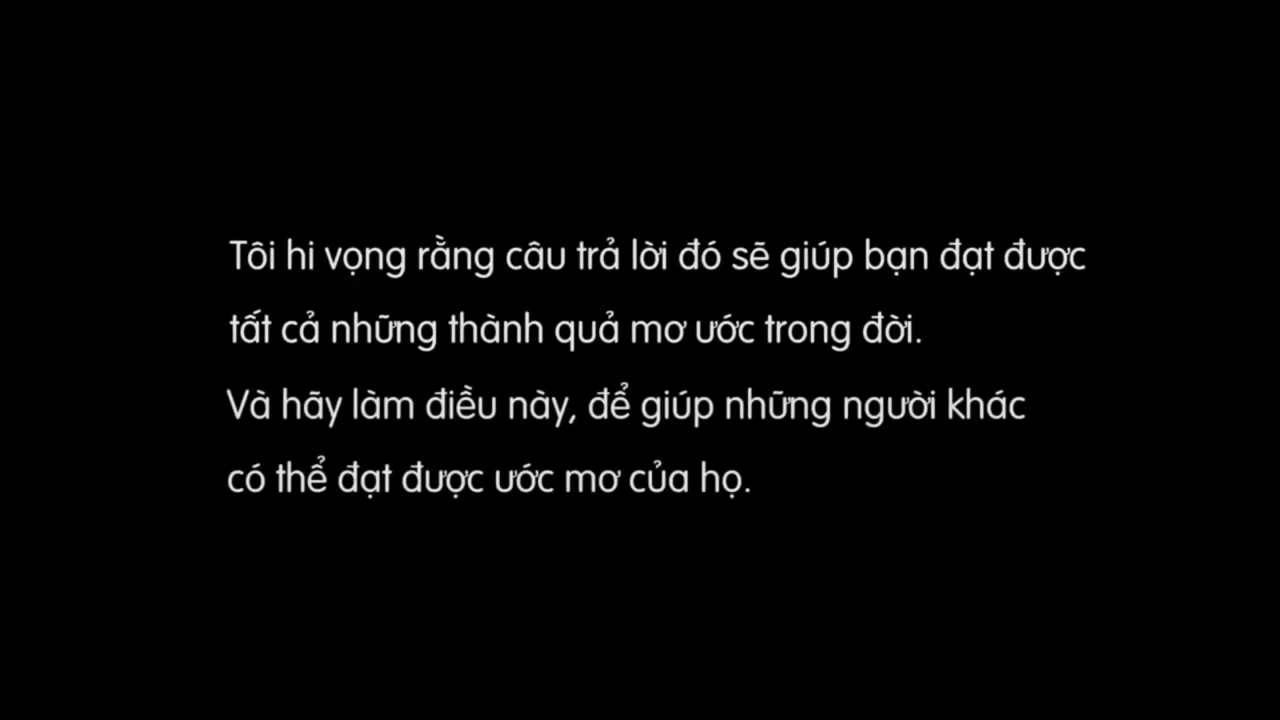 Tôi hi vọng rằng câu trả lời đó sẽ giúp bạn đạt được
tất cả những thành quả mơ ước trong đời.
Và hãy làm điều này, để giúp những người khác
có thể đạt được ước mơ của họ.